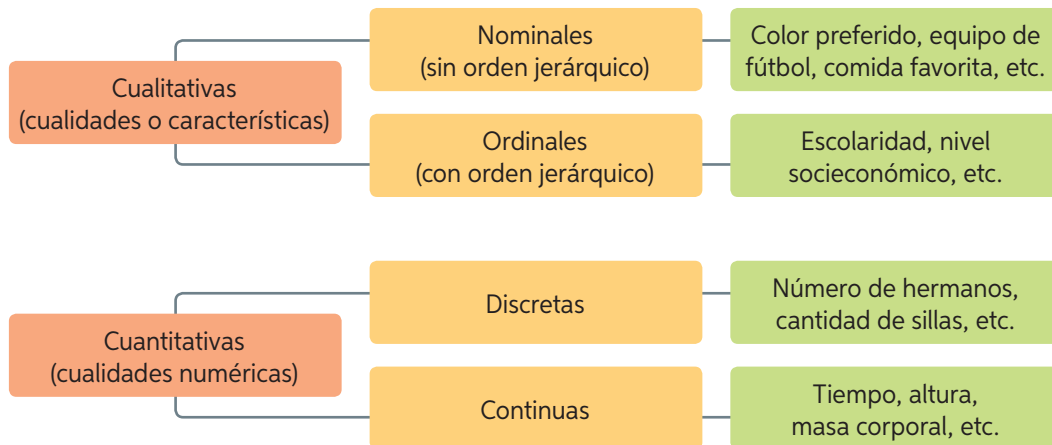 Cualitativas
(cualidades o características)
Nominales
(sin orden jerárquico)
Color preferido, equipo de
fútbol, comida favorita, etc.
Ordinales
(con orden jerárquico)
Escolaridad, nivel
socieconómico, etc.
Cuantitativas
(cualidades numéricas)
Discretas
Número de hermanos,
cantidad de sillas, etc.
Continuas
Tiempo, altura,
masa corporal, etc.